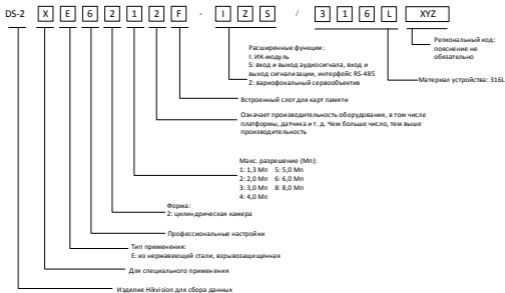 DS-2 X E 6 2 1 2 F - I Z S / 3 1 6 L XYZ
Расширенные функции:
I: ИК-модуль
S: вход и выход аудиосигнала, вход и
выход сигнализации, интерфейс RS-485
Z: вариофокальный сервообъектив
Региональный код:
пояснение не
обязательно
Материал устройства: 316L
Встроенный слот для карт памяти
Означает производительность оборудования, в том числе
платформы, датчика и т. д. Чем больше число, тем выше
производительность
Макс. разрешение (Мп):
1: 1,3 Мп 5: 5,0 Мп
2: 2,0 Мп 6: 6,0 Мп
3: 3,0 Мп 8: 8,0 Мп
4: 4,0 Мп
Форма:
2: цилиндрическая камера
Профессиональные настройки
Тип применения:
E: из нержавеющей стали, взрывозащищенная
Для специального применения
Изделие Hikvision для сбора данных